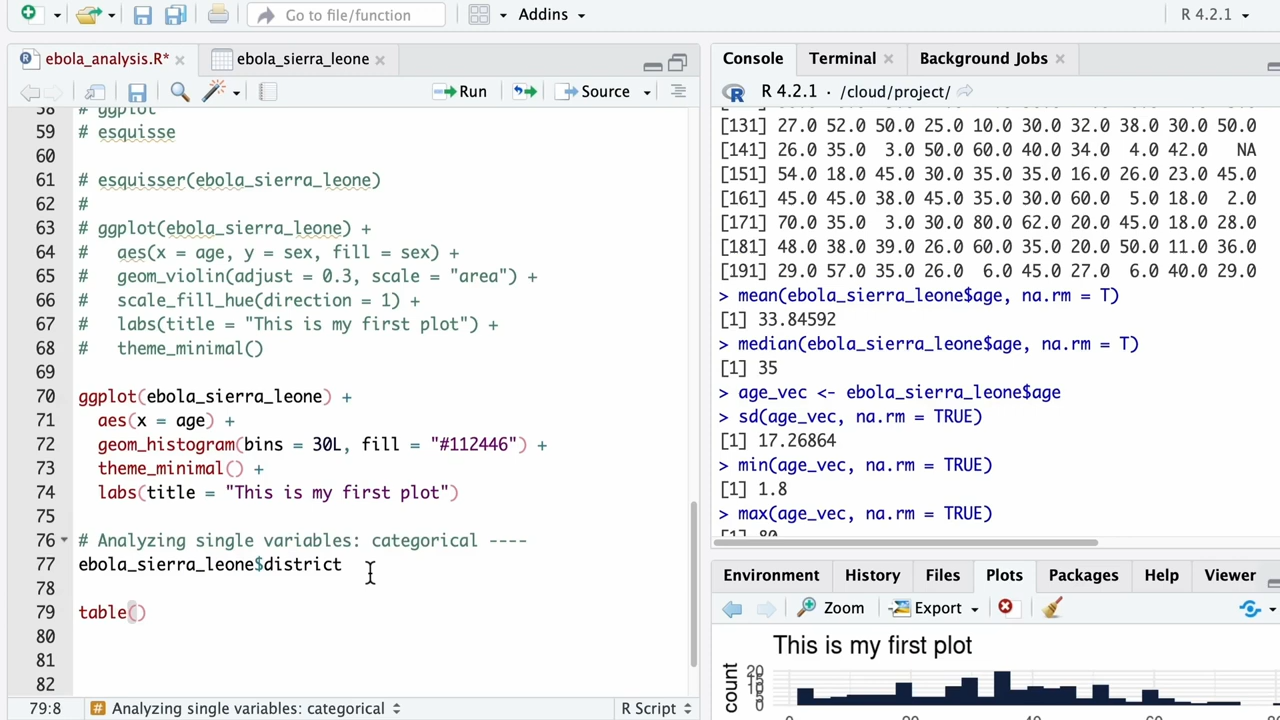 Go to file/function
Addins
R 4.2.1
ebola_analysis.R*
ebola_sierra_leone
Run
Source
58 # ggplot
59 # esquisse
60
61 # esquisser(ebola_sierra_leone)
62 #
63 # ggplot(ebola_sierra_leone) +
64 #   aes(x = age, y = sex, fill = sex) +
65 #   geom_violin(adjust = 0.3, scale = "area") +
66 #   scale_fill_hue(direction = 1) +
67 #   labs(title = "This is my first plot") +
68 #   theme_minimal()
69
70 ggplot(ebola_sierra_leone) +
71   aes(x = age) +
72   geom_histogram(bins = 30L, fill = "#112446") +
73   theme_minimal() +
74   labs(title = "This is my first plot")
75
76 # Analyzing single variables: categorical ----
77 ebola_sierra_leone$district
78
79 table()
80
81
82
79:8 # Analyzing single variables: categorical R Script
Console Terminal Background Jobs
R 4.2.1 · /cloud/project/
[131] 27.0 52.0 50.0 25.0 10.0 30.0 32.0 38.0 30.0 50.0
[141] 26.0 35.0  3.0 50.0 60.0 40.0 34.0  4.0 42.0   NA
[151] 54.0 18.0 45.0 30.0 35.0 35.0 16.0 26.0 23.0 45.0
[161] 45.0 45.0 38.0 45.0 35.0 30.0 60.0  5.0 18.0  2.0
[171] 70.0 35.0  3.0 30.0 80.0 62.0 20.0 45.0 18.0 28.0
[181] 48.0 38.0 39.0 26.0 60.0 35.0 20.0 50.0 11.0 36.0
[191] 29.0 57.0 35.0 26.0  6.0 45.0 27.0  6.0 40.0 29.0
> mean(ebola_sierra_leone$age, na.rm = T)
[1] 33.84592
> median(ebola_sierra_leone$age, na.rm = T)
[1] 35
> age_vec <- ebola_sierra_leone$age
> sd(age_vec, na.rm = TRUE)
[1] 17.26864
> min(age_vec, na.rm = TRUE)
[1] 1.8
> max(age_vec, na.rm = TRUE)
[1] 80
Environment History Files Plots Packages Help Viewer
Zoom Export
This is my first plot
count
20
15
10
5
0